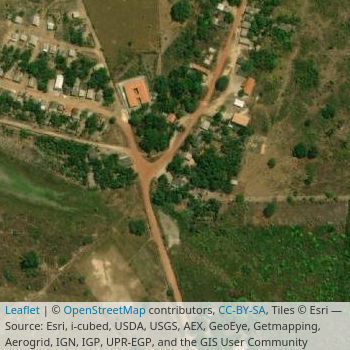 Leaflet | © OpenStreetMap contributors, CC-BY-SA, Tiles © Esri —
Source: Esri, i-cubed, USDA, USGS, AEX, GeoEye, Getmapping,
Aerogrid, IGN, IGP, UPR-EGP, and the GIS User Community